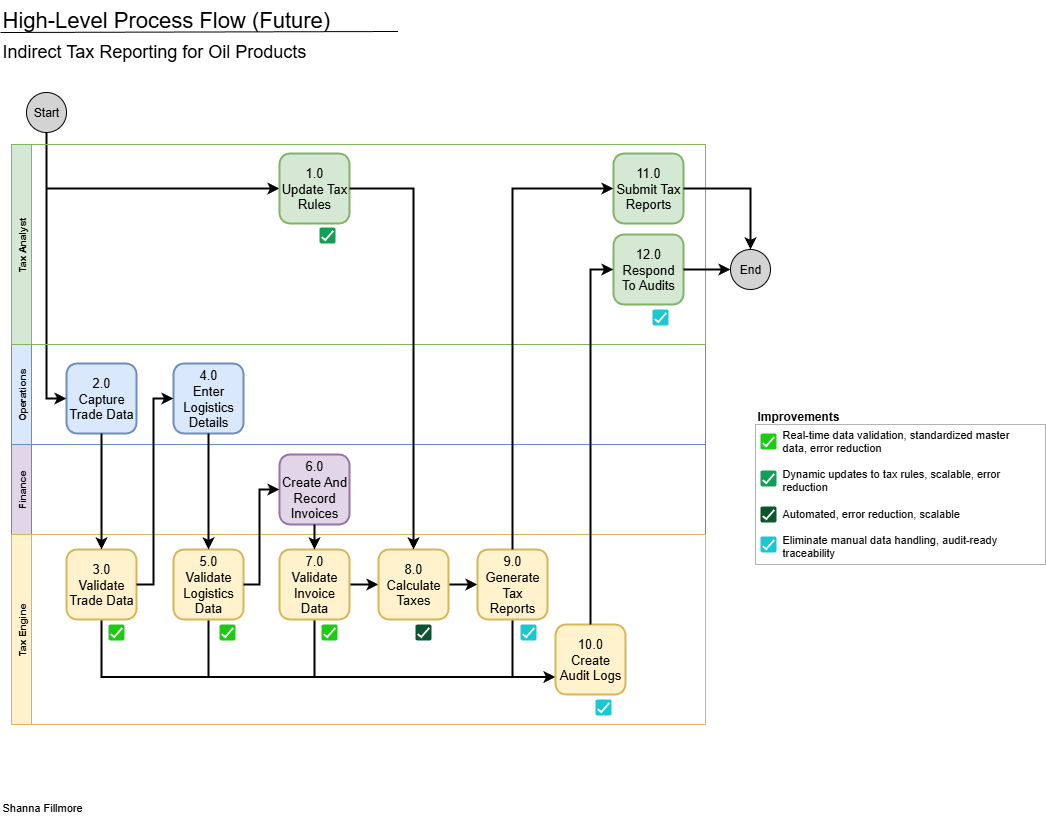 High-Level Process Flow (Future)
Indirect Tax Reporting for Oil Products
Start
Tax Analyst
1.0
Update Tax
Rules
11.0
Submit Tax
Reports
12.0
Respond
To Audits
End
Operations
2.0
Capture
Trade Data
4.0
Enter
Logistics
Details
Finance
6.0
Create And
Record
Invoices
Tax Engine
3.0
Validate
Trade Data
5.0
Validate
Logistics
Data
7.0
Validate
Invoice
Data
8.0
Calculate
Taxes
9.0
Generate
Tax
Reports
10.0
Create
Audit Logs
Improvements
Real-time data validation, standardized master
data, error reduction
Dynamic updates to tax rules, scalable, error
reduction
Automated, error reduction, scalable
Eliminate manual data handling, audit-ready
traceability
Shanna Fillmore